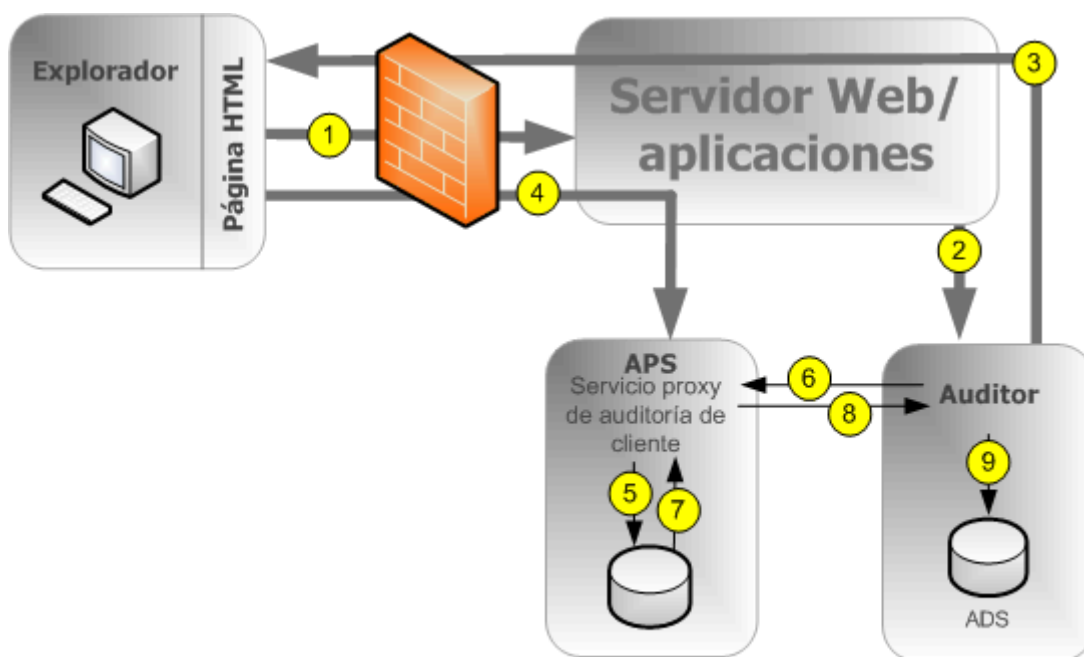 Explorador
Página HTML
1
Servidor Web/
aplicaciones
3
4
2
APS
Servicio proxy
de auditoría de
cliente
6
8
Auditor
5
7
9
ADS